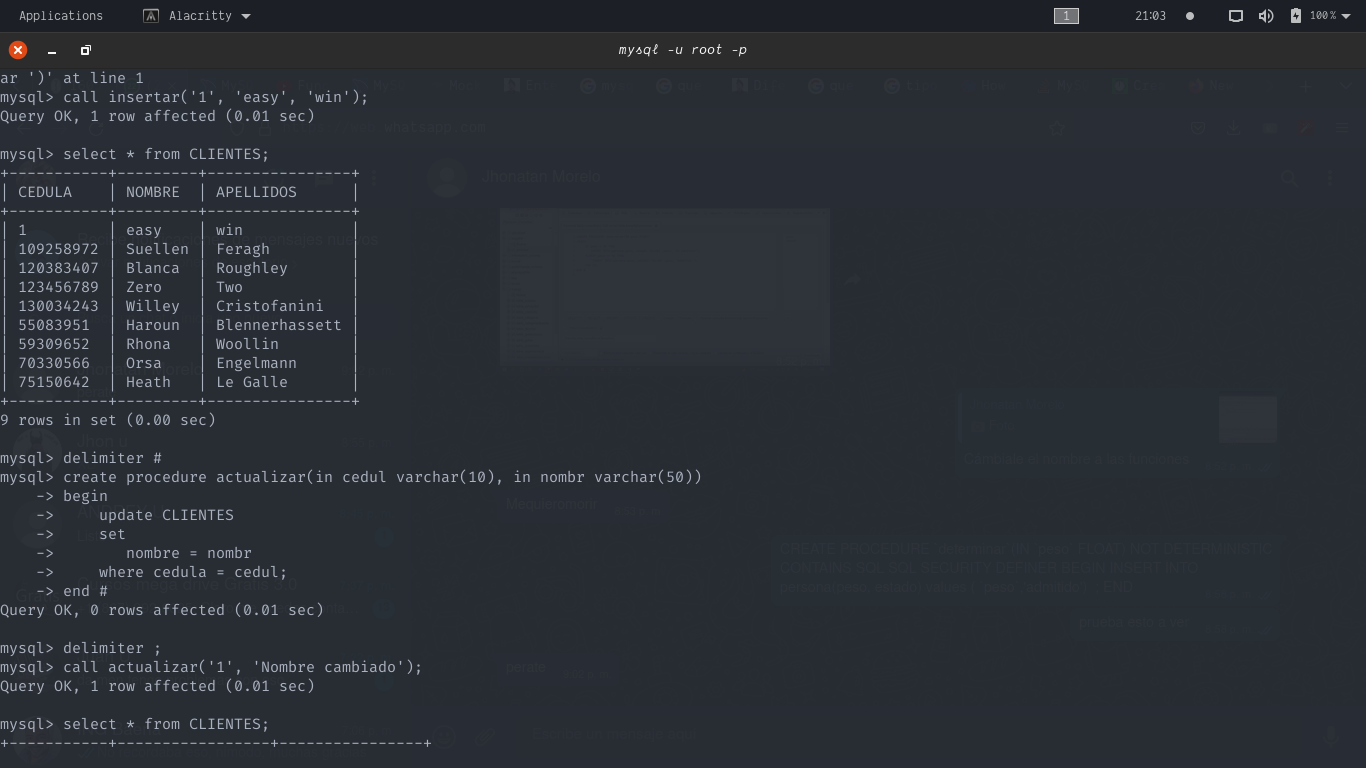 Applications
Alacritty
1
21:03
100%
mysql -u root -p
ar ')' at line 1
mysql> call insertar('1', 'easy', 'win');
Query OK, 1 row affected (0.01 sec)
mysql> select * from CLIENTES;
+-----------+---------+----------------+
| CEDULA    | NOMBRE  | APELLIDOS      |
+-----------+---------+----------------+
| 1         | easy    | win            |
| 109258972 | Suellen | Feragh         |
| 120383407 | Blanca  | Roughley       |
| 123456789 | Zero    | Two            |
| 130034243 | Willey  | Cristofanini   |
| 55083951  | Haroun  | Blennerhassett |
| 59309652  | Rhona   | Woollin        |
| 70330566  | Orsa    | Engelmann      |
| 75150642  | Heath   | Le Galle       |
+-----------+---------+----------------+
9 rows in set (0.00 sec)
mysql> delimiter #
mysql> create procedure actualizar(in cedul varchar(10), in nombr varchar(50))
    -> begin
    ->     update CLIENTES
    ->     set
    ->        nombre = nombr
    ->     where cedula = cedul;
    -> end #
Query OK, 0 rows affected (0.01 sec)
mysql> delimiter ;
mysql> call actualizar('1', 'Nombre cambiado');
Query OK, 1 row affected (0.01 sec)
mysql> select * from CLIENTES;
+-----------+-----------------+----------------+